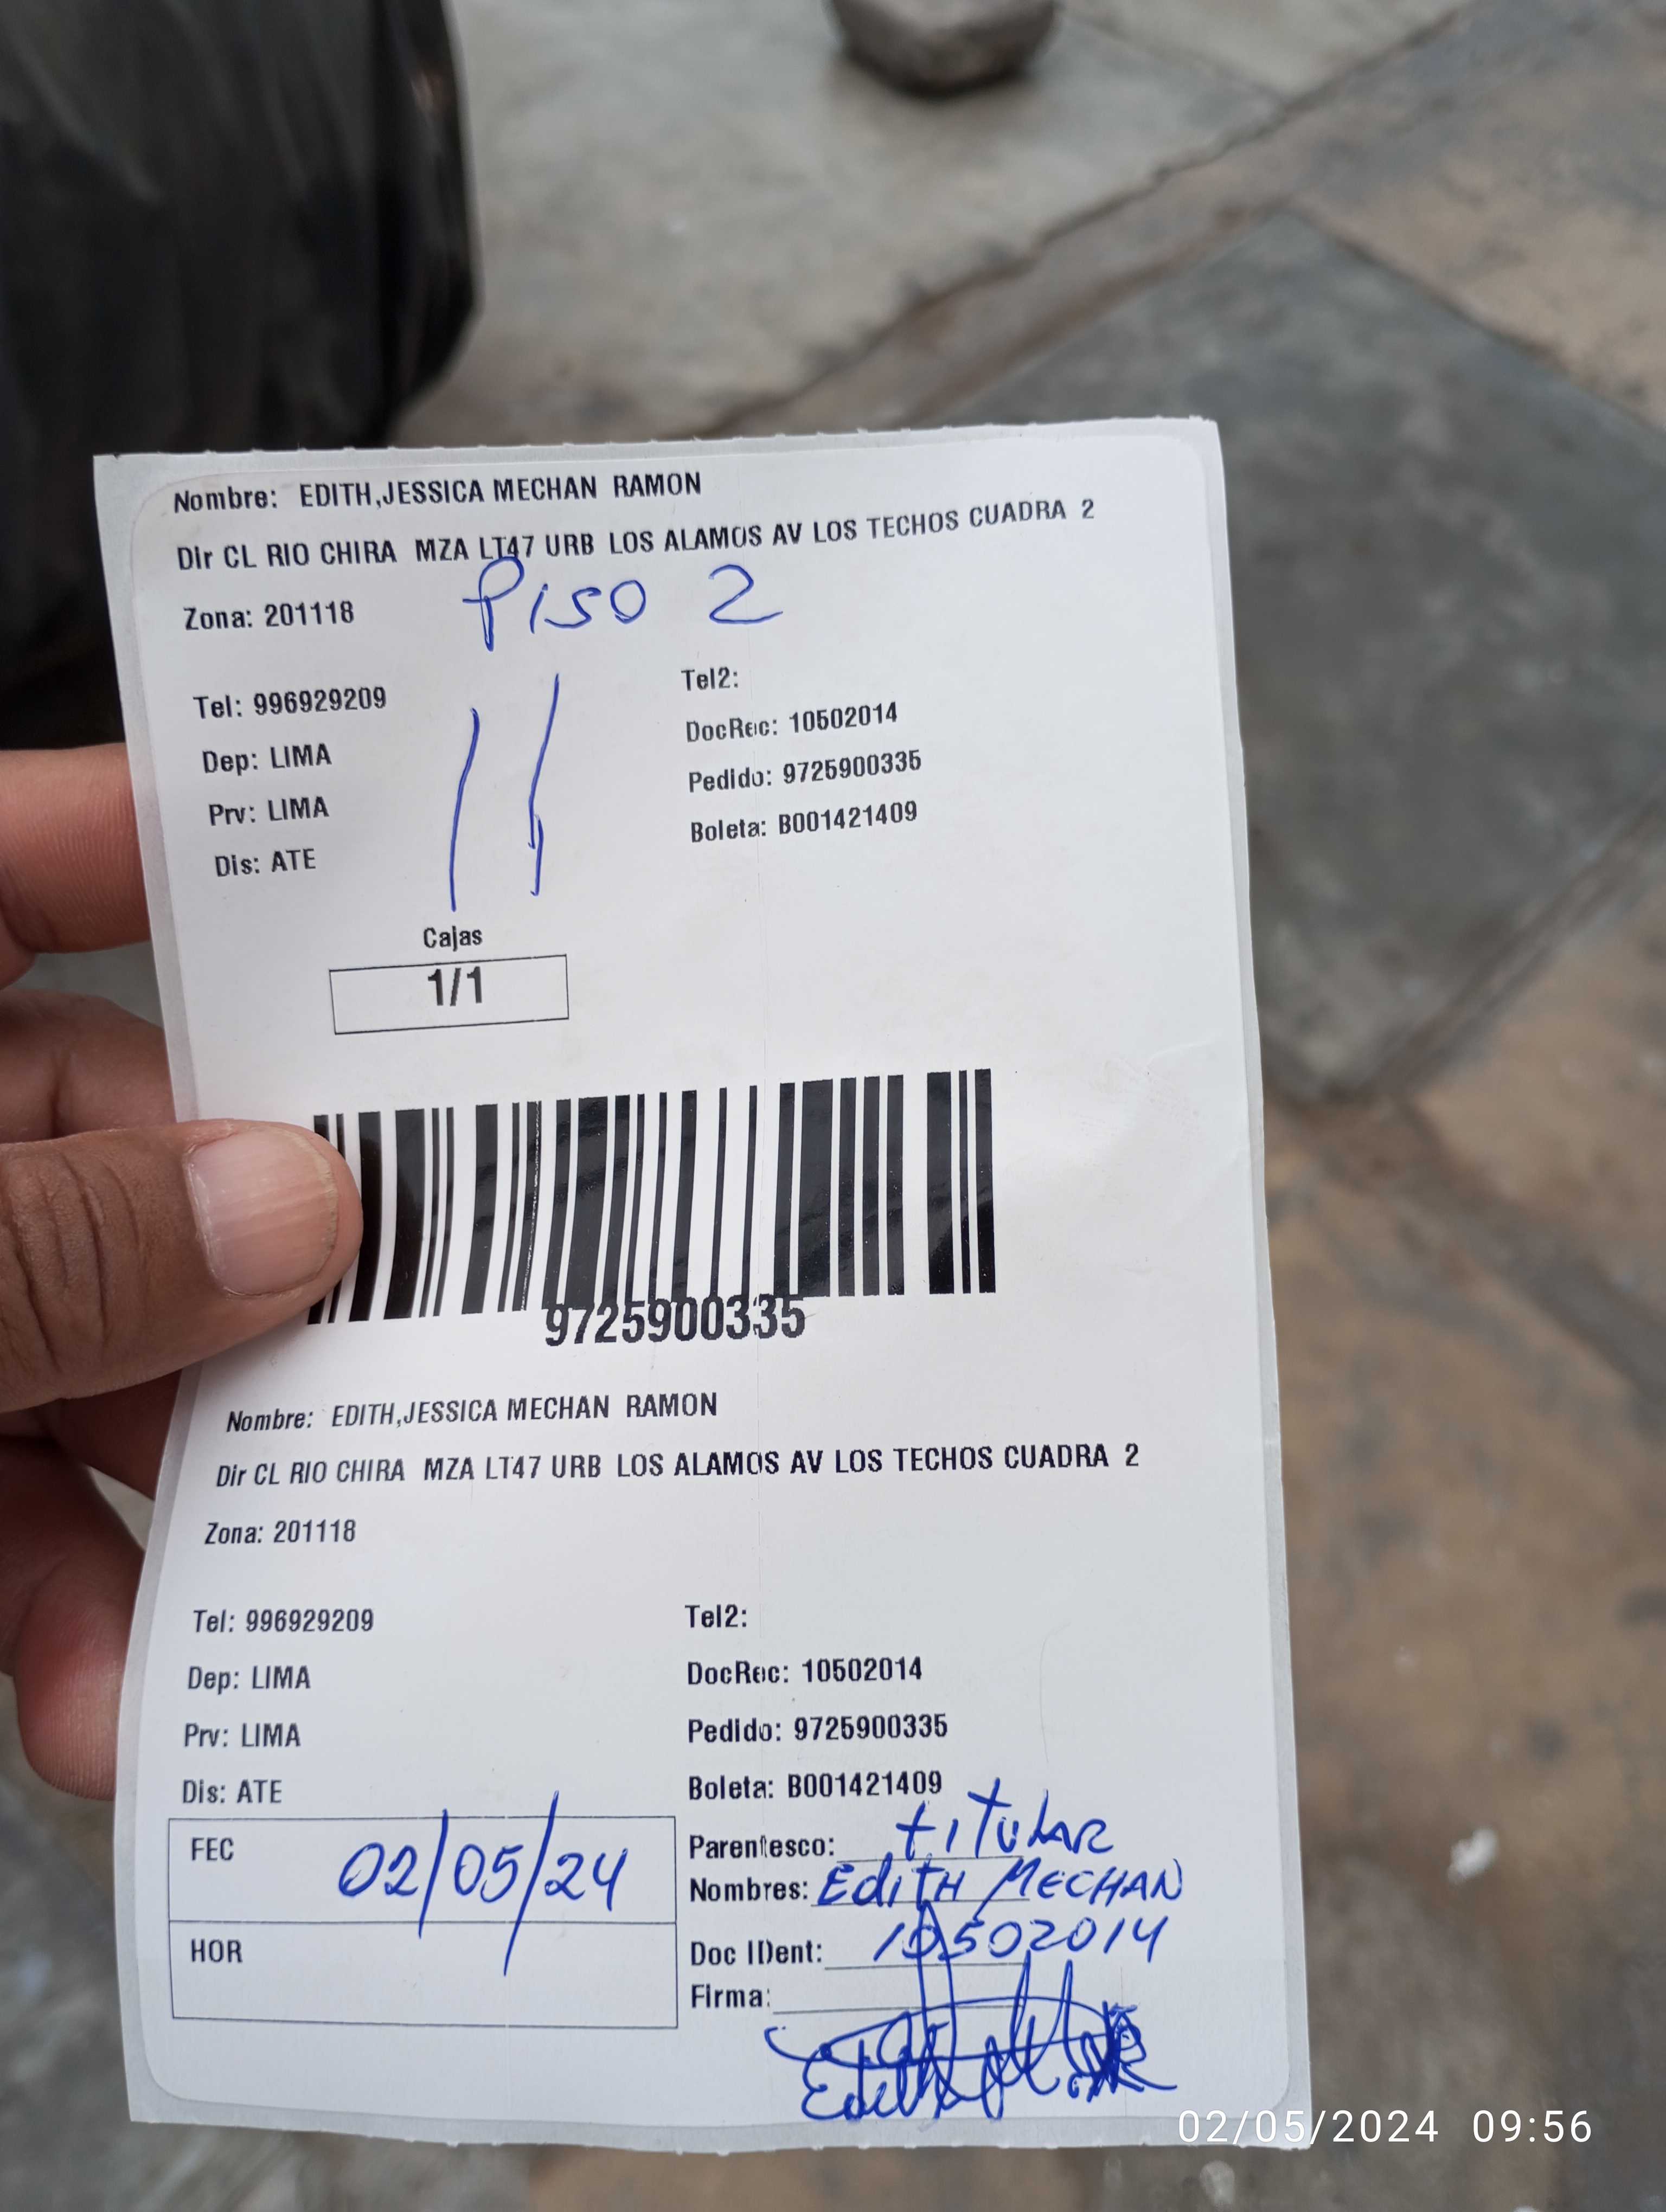 Nombre: EDITH,JESSICA MECHAN RAMON
Dir CL RIO CHIRA MZA LT47 URB LOS ALAMOS AV LOS TECHOS CUADRA 2
Piso 2
Zona: 201118
Tel: 996929209
Tel2:
Dep: LIMA
DocRec: 10502014
Prv: LIMA
Pedido: 9725900335
Dis: ATE
Boleta: B001421409
Cajas
1/1
9725900335
Nombre: EDITH,JESSICA MECHAN RAMON
Dir CL RIO CHIRA MZA LT47 URB LOS ALAMOS AV LOS TECHOS CUADRA 2
Zona: 201118
Tel: 996929209
Tel2:
Dep: LIMA
DocRec: 10502014
Prv: LIMA
Pedido: 9725900335
Dis: ATE
Boleta: B001421409
FEC 02/05/24
HOR
Parentesco: titular
Nombres: Edith MECHAN
Doc IDent: 10502014
Firma:
02/05/2024 09:56